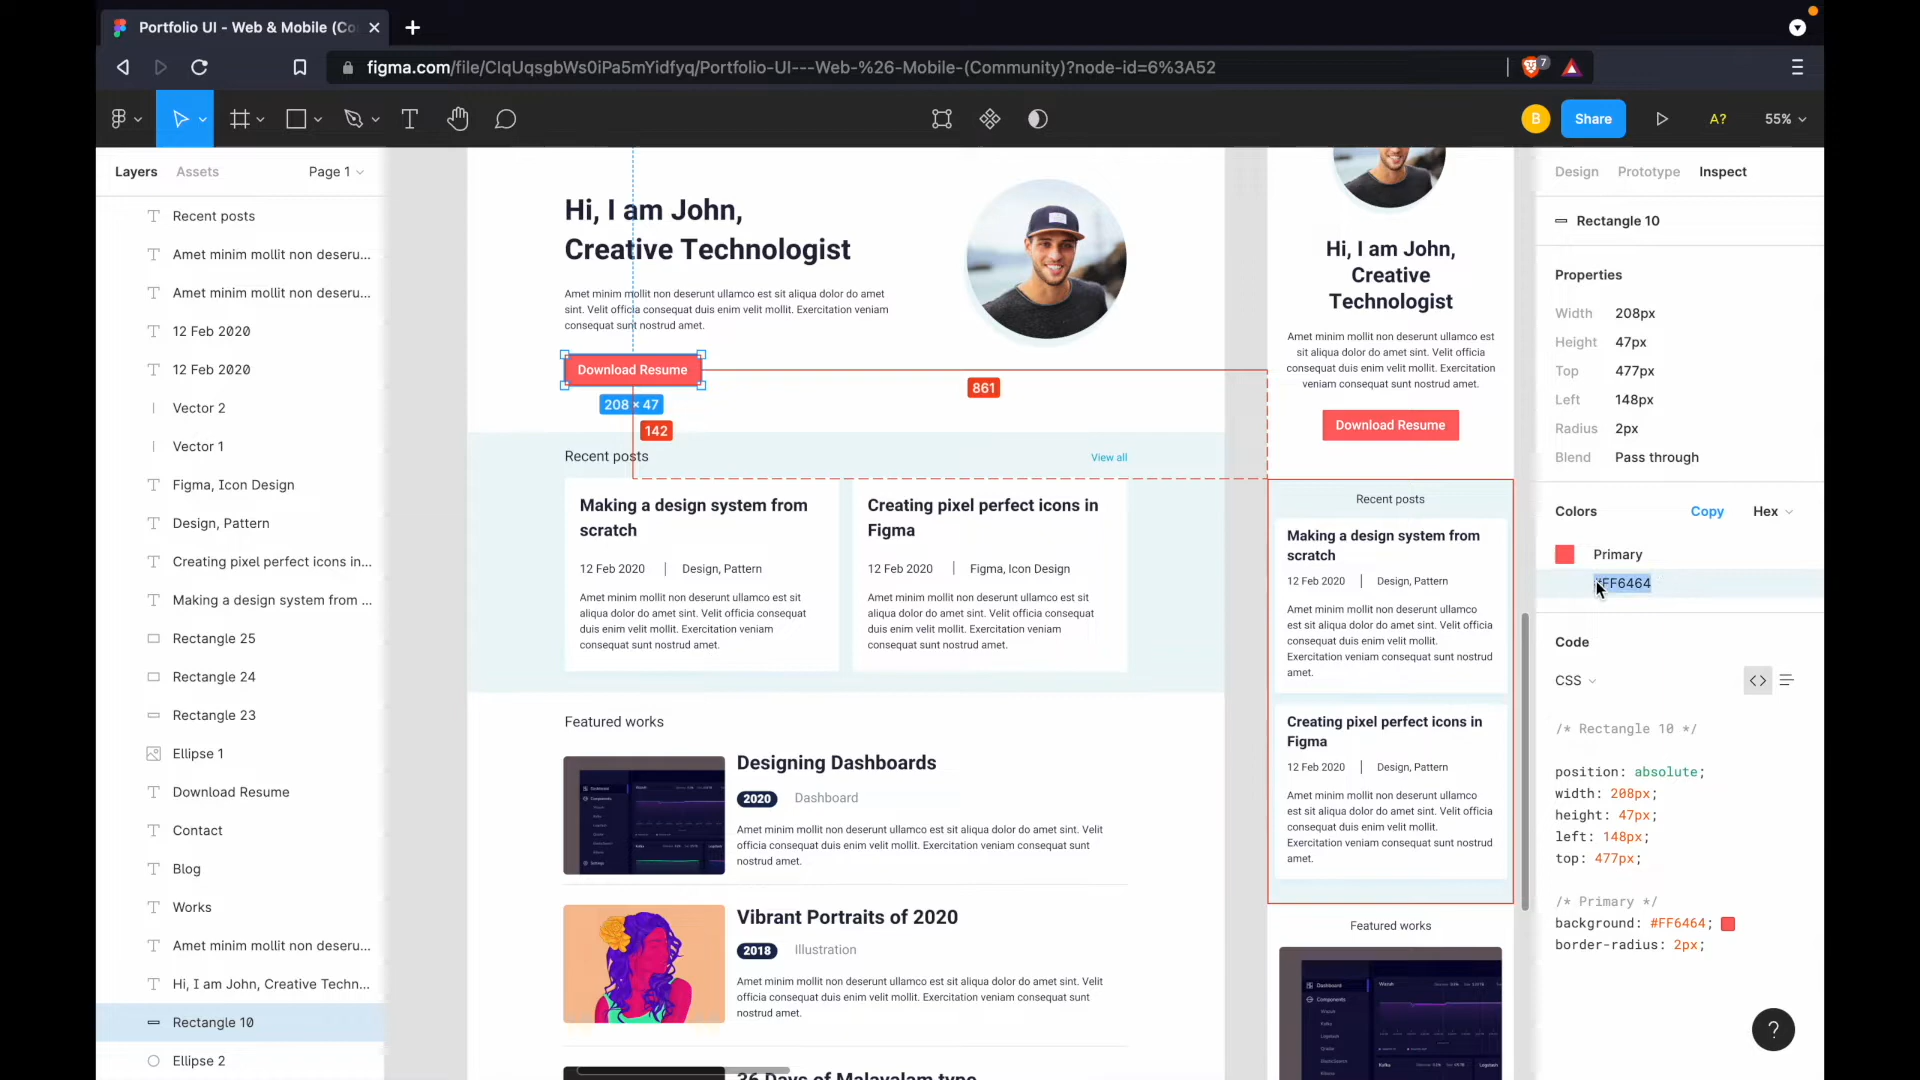 Portfolio UI - Web & Mobile (Co
figma.com/file/ClqUqsgbWs0iPa5mYidfyq/Portfolio-UI---Web-%26-Mobile-(Community)?node-id=6%3A52
7
B
Share
A?
55%
Layers
Assets
Page 1
Recent posts
Amet minim mollit non deseru...
Amet minim mollit non deseru...
12 Feb 2020
12 Feb 2020
Vector 2
Vector 1
Figma, Icon Design
Design, Pattern
Creating pixel perfect icons in...
Making a design system from ...
Rectangle 25
Rectangle 24
Rectangle 23
Ellipse 1
Download Resume
Contact
Blog
Works
Amet minim mollit non deseru...
Hi, I am John, Creative Techn...
Rectangle 10
Ellipse 2
Hi, I am John,
Creative Technologist
Amet minim mollit non deserunt ullamco est sit aliqua dolor do amet
sint. Velit officia consequat duis enim velit mollit. Exercitation veniam
consequat sunt nostrud amet.
Download Resume
208 × 47
142
861
Recent posts
View all
Making a design system from
scratch
12 Feb 2020
Design, Pattern
Amet minim mollit non deserunt ullamco est sit
aliqua dolor do amet sint. Velit officia consequat
duis enim velit mollit. Exercitation veniam
consequat sunt nostrud amet.
Creating pixel perfect icons in
Figma
12 Feb 2020
Figma, Icon Design
Amet minim mollit non deserunt ullamco est sit
aliqua dolor do amet sint. Velit officia consequat
duis enim velit mollit. Exercitation veniam
consequat sunt nostrud amet.
Featured works
Designing Dashboards
2020
Dashboard
Amet minim mollit non deserunt ullamco est sit aliqua dolor do amet sint. Velit
officia consequat duis enim velit mollit. Exercitation veniam consequat sunt
nostrud amet.
Vibrant Portraits of 2020
2018
Illustration
Amet minim mollit non deserunt ullamco est sit aliqua dolor do amet sint. Velit
officia consequat duis enim velit mollit. Exercitation veniam consequat sunt
nostrud amet.
36 Days of Malayalam type
Hi, I am John,
Creative
Technologist
Amet minim mollit non deserunt ullamco est
sit aliqua dolor do amet sint. Velit officia
consequat duis enim velit mollit.
Exercitation veniam consequat sunt nostrud
amet.
Download Resume
Recent posts
Making a design system from
scratch
12 Feb 2020
Design, Pattern
Amet minim mollit non deserunt ullamco
est sit aliqua dolor do amet sint. Velit officia
consequat duis enim velit mollit.
Exercitation veniam consequat sunt nostrud
amet.
Creating pixel perfect icons in
Figma
12 Feb 2020
Design, Pattern
Amet minim mollit non deserunt ullamco
est sit aliqua dolor do amet sint. Velit officia
consequat duis enim velit mollit.
Exercitation veniam consequat sunt nostrud
amet.
Featured works
Dashboard
Components
Design
Prototype
Inspect
Rectangle 10
Properties
Width 208px
Height 47px
Top 477px
Left 148px
Radius 2px
Blend Pass through
Colors
Copy
Hex
Primary
#FF6464
Code
CSS
/* Rectangle 10 */
position: absolute;
width: 208px;
height: 47px;
left: 148px;
top: 477px;
/* Primary */
background: #FF6464;
border-radius: 2px;
?